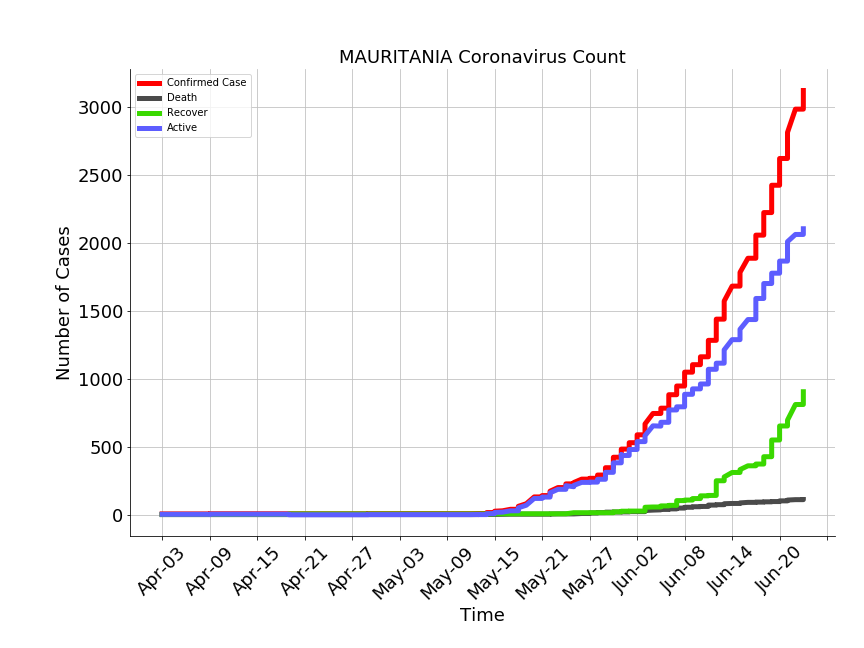 MAURITANIA Coronavirus Count
Confirmed Case
Death
Recover
Active
3000
2500
2000
1500
1000
500
0
Number of Cases
Apr-03
Apr-09
Apr-15
Apr-21
Apr-27
May-03
May-09
May-15
May-21
May-27
Jun-02
Jun-08
Jun-14
Jun-20
Time